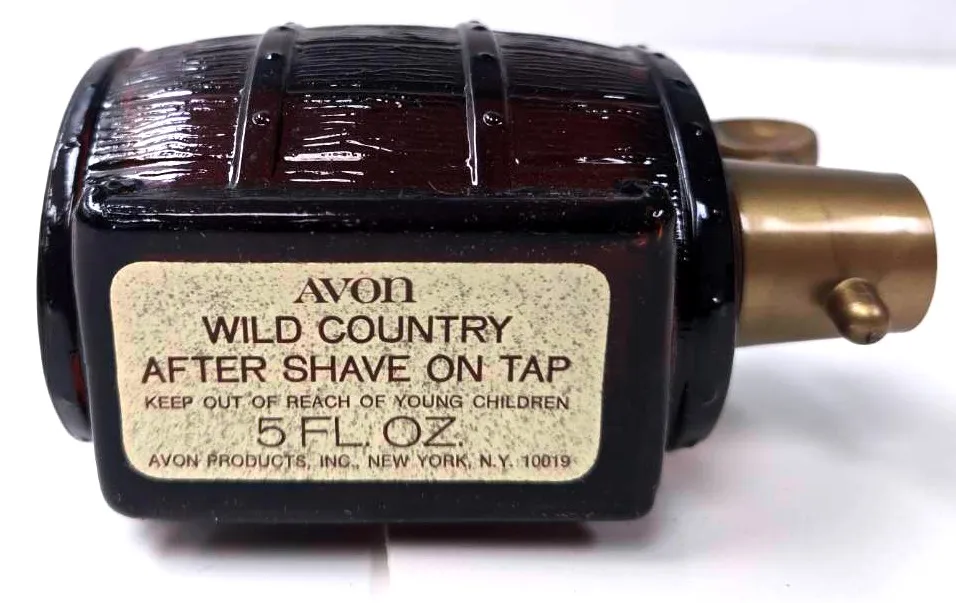 AVON
WILD COUNTRY
AFTER SHAVE ON TAP
KEEP OUT OF REACH OF YOUNG CHILDREN
5 FL. OZ.
AVON PRODUCTS, INC., NEW YORK, N.Y. 10019